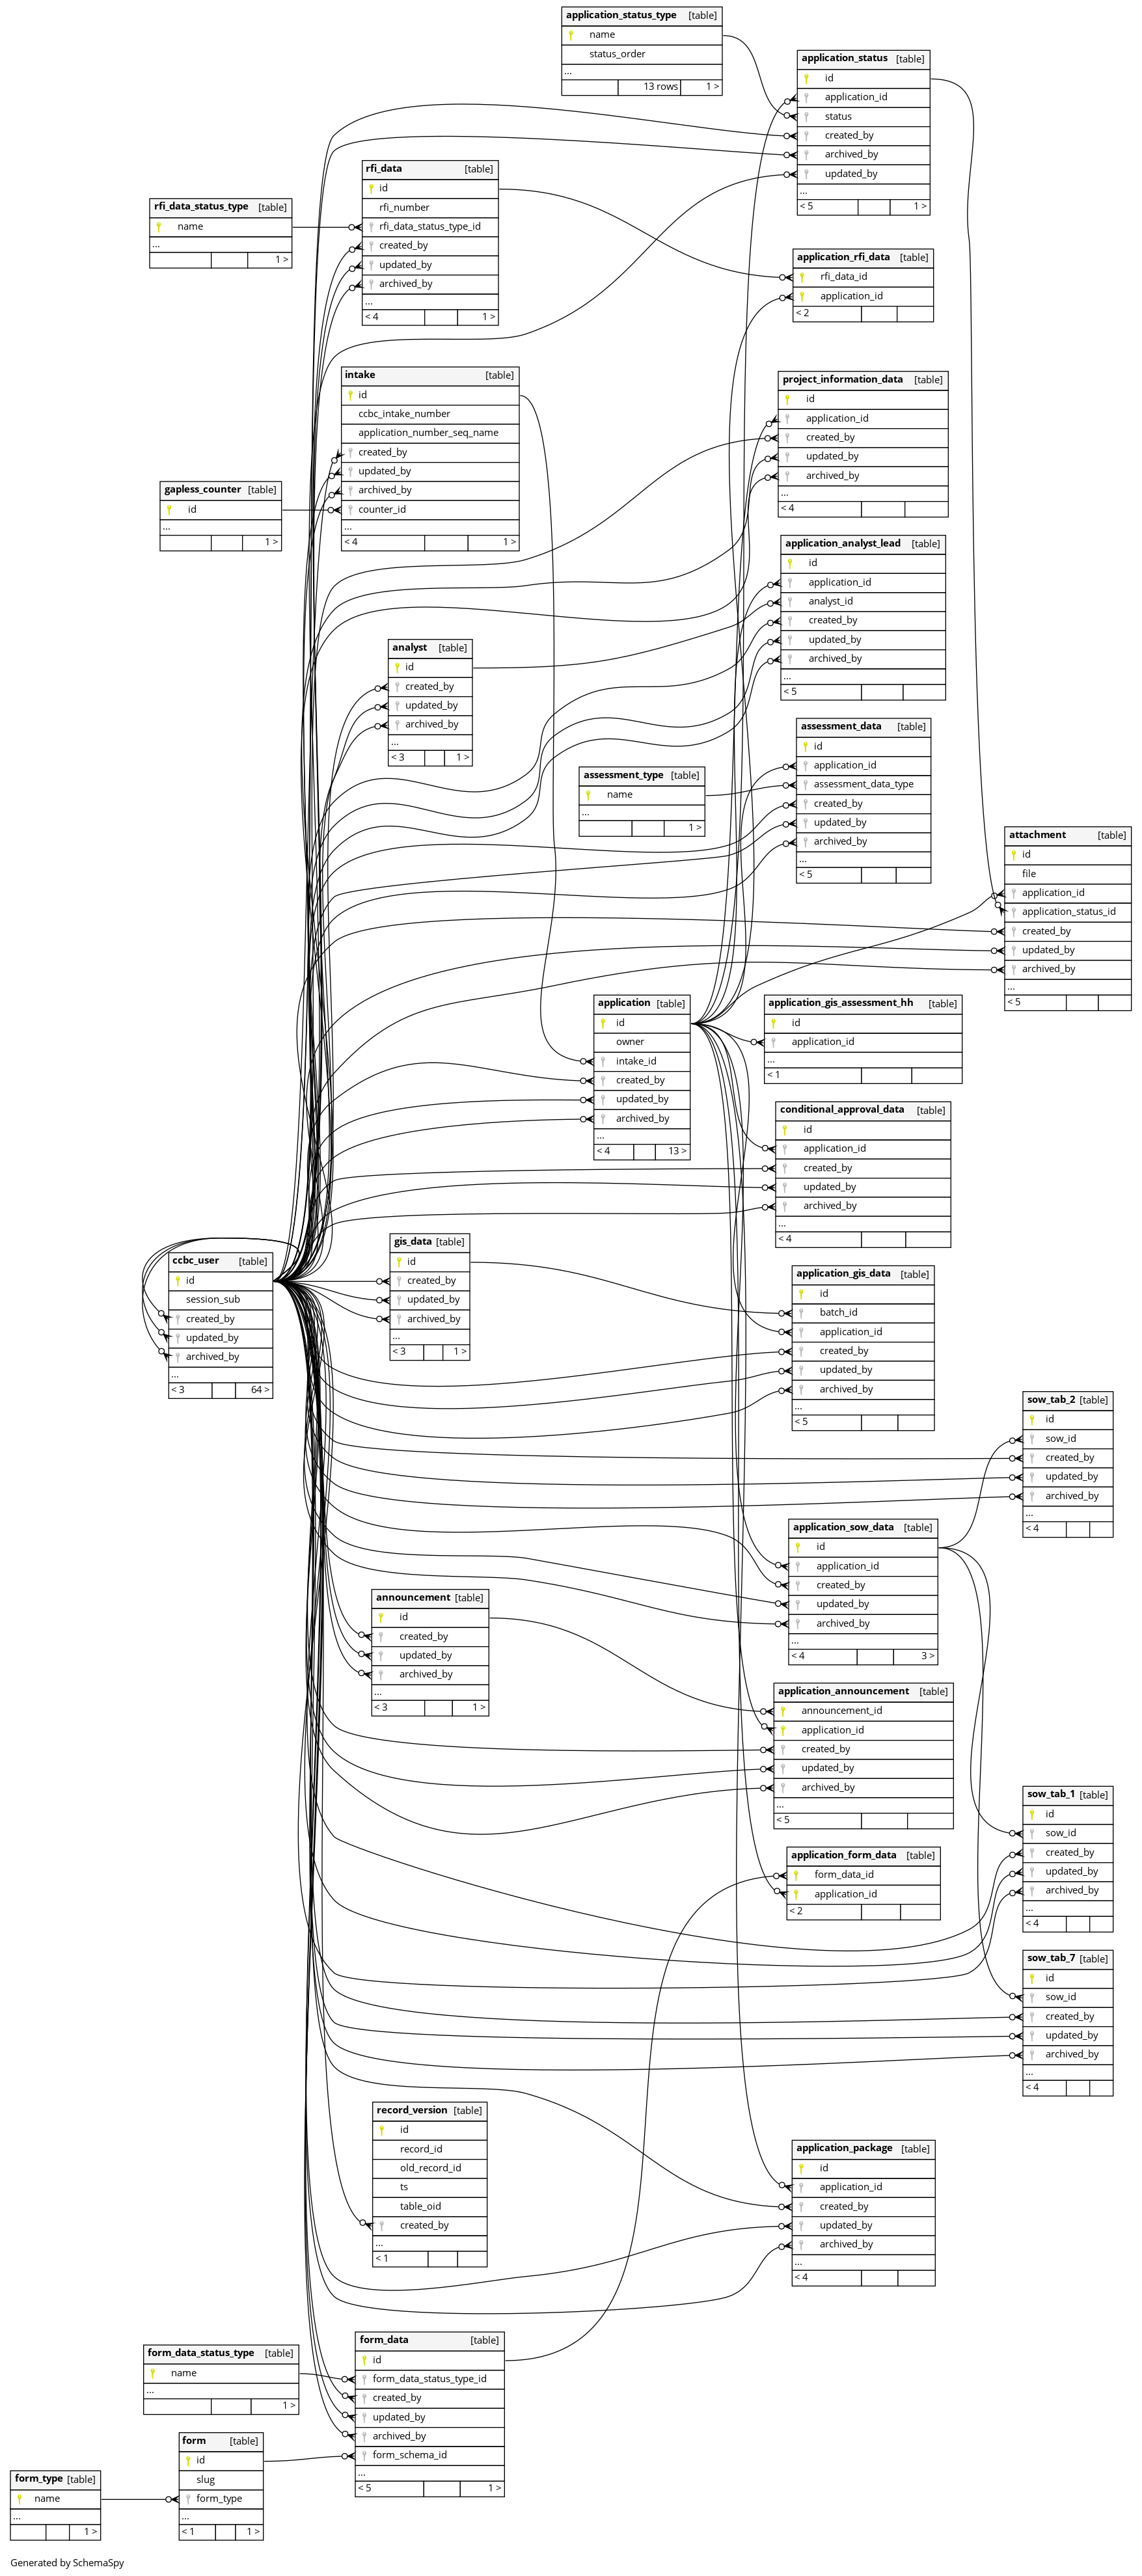 application_status_type [table]
name
status_order
...
13 rows 1 >
application_status [table]
id
application_id
status
created_by
archived_by
updated_by
...
< 5 1 >
rfi_data [table]
id
rfi_number
rfi_data_status_type_id
created_by
updated_by
archived_by
...
< 4 1 >
rfi_data_status_type [table]
name
...
1 >
application_rfi_data [table]
rfi_data_id
application_id
< 2
intake [table]
id
ccbc_intake_number
application_number_seq_name
created_by
updated_by
archived_by
counter_id
...
< 4 1 >
project_information_data [table]
id
application_id
created_by
updated_by
archived_by
...
< 4
gapless_counter [table]
id
...
1 >
application_analyst_lead [table]
id
application_id
analyst_id
created_by
updated_by
archived_by
...
< 5
analyst [table]
id
created_by
updated_by
archived_by
...
< 3 1 >
assessment_data [table]
id
application_id
assessment_data_type
created_by
updated_by
archived_by
...
< 5
assessment_type [table]
name
...
1 >
attachment [table]
id
file
application_id
application_status_id
created_by
updated_by
archived_by
...
< 5
application [table]
id
owner
intake_id
created_by
updated_by
archived_by
...
< 4 13 >
application_gis_assessment_hh [table]
id
application_id
...
< 1
conditional_approval_data [table]
id
application_id
created_by
updated_by
archived_by
...
< 4
ccbc_user [table]
id
session_sub
created_by
updated_by
archived_by
...
< 3 64 >
gis_data [table]
id
created_by
updated_by
archived_by
...
< 3 1 >
application_gis_data [table]
id
batch_id
application_id
created_by
updated_by
archived_by
...
< 5
sow_tab_2 [table]
id
sow_id
created_by
updated_by
archived_by
...
< 4
application_sow_data [table]
id
application_id
created_by
updated_by
archived_by
...
< 4 3 >
announcement [table]
id
created_by
updated_by
archived_by
...
< 3 1 >
application_announcement [table]
announcement_id
application_id
created_by
updated_by
archived_by
...
< 5
sow_tab_1 [table]
id
sow_id
created_by
updated_by
archived_by
...
< 4
application_form_data [table]
form_data_id
application_id
< 2
sow_tab_7 [table]
id
sow_id
created_by
updated_by
archived_by
...
< 4
record_version [table]
id
record_id
old_record_id
ts
table_oid
created_by
...
< 1
application_package [table]
id
application_id
created_by
updated_by
archived_by
...
< 4
form_data [table]
id
form_data_status_type_id
created_by
updated_by
archived_by
form_schema_id
...
< 5 1 >
form_data_status_type [table]
name
...
1 >
form [table]
id
slug
form_type
...
< 1 1 >
form_type [table]
name
...
1 >
Generated by SchemaSpy